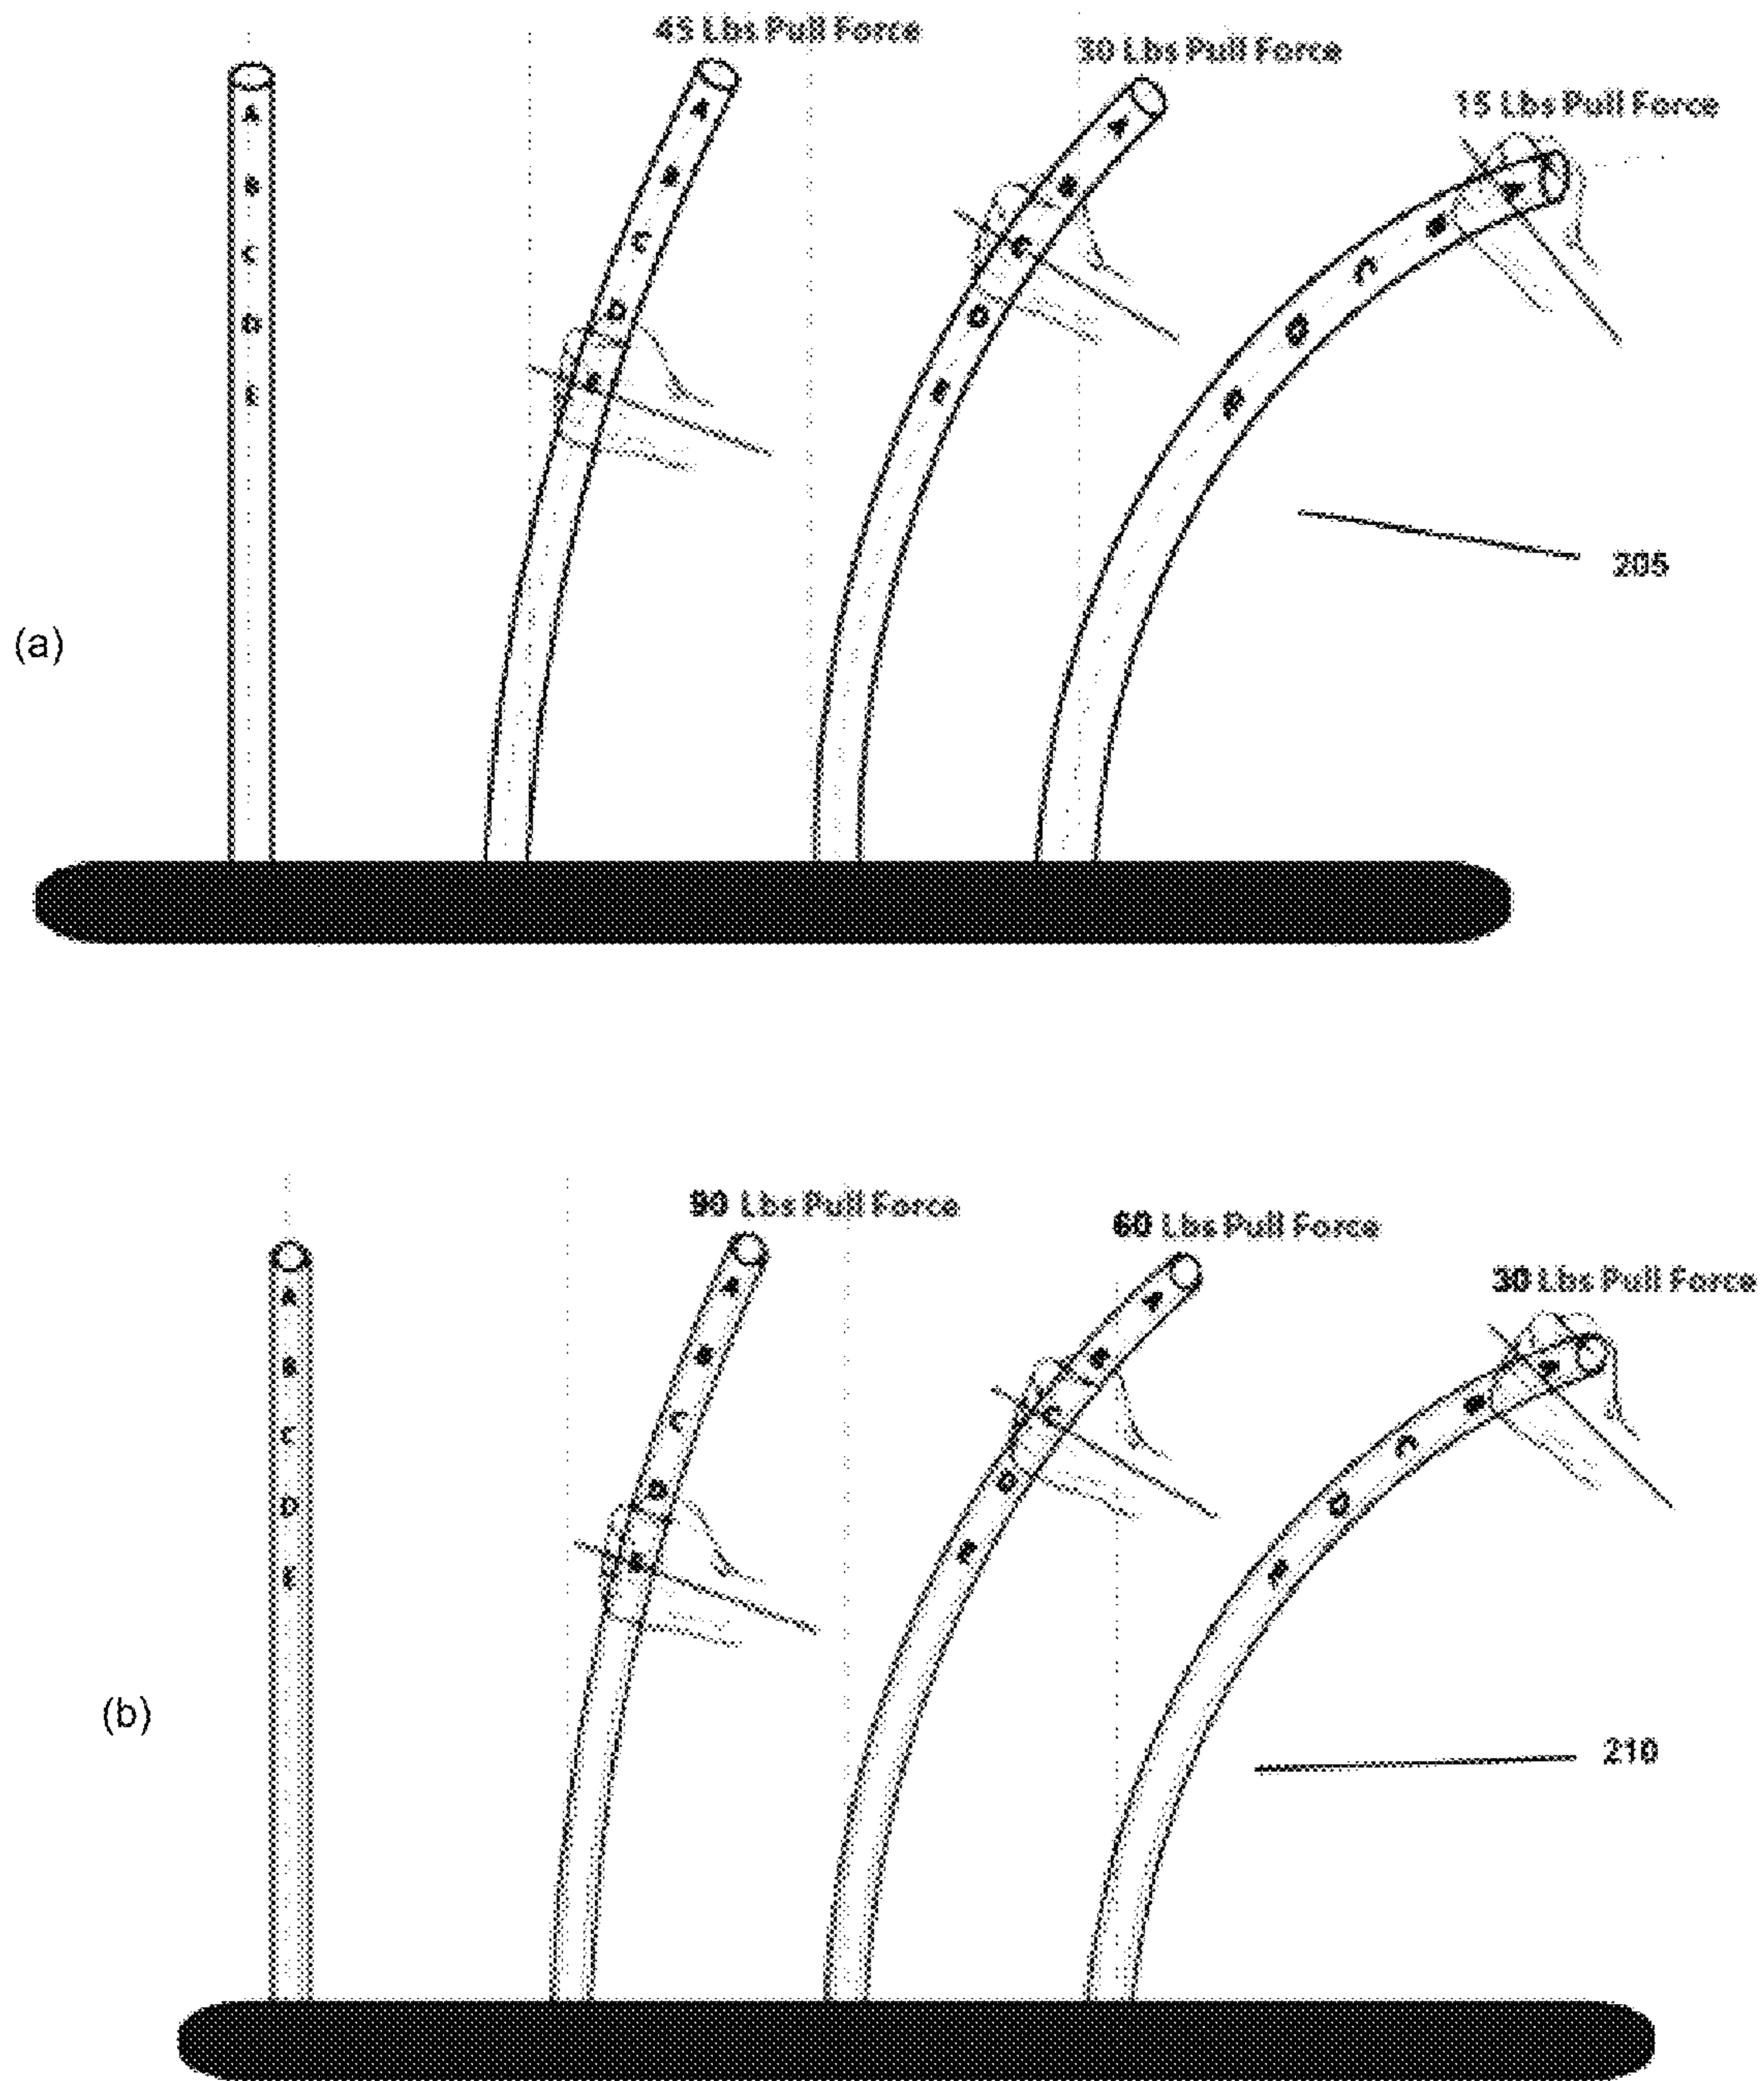 45 Lbs Pull Force
30 Lbs Pull Force
15 Lbs Pull Force
A
B
C
D
E
A
B
C
D
E
A
B
C
D
E
A
B
C
D
E
205
(a)
90 Lbs Pull Force
60 Lbs Pull Force
30 Lbs Pull Force
A
B
C
D
E
A
B
C
D
E
A
B
C
D
E
A
B
C
D
E
(b)
210